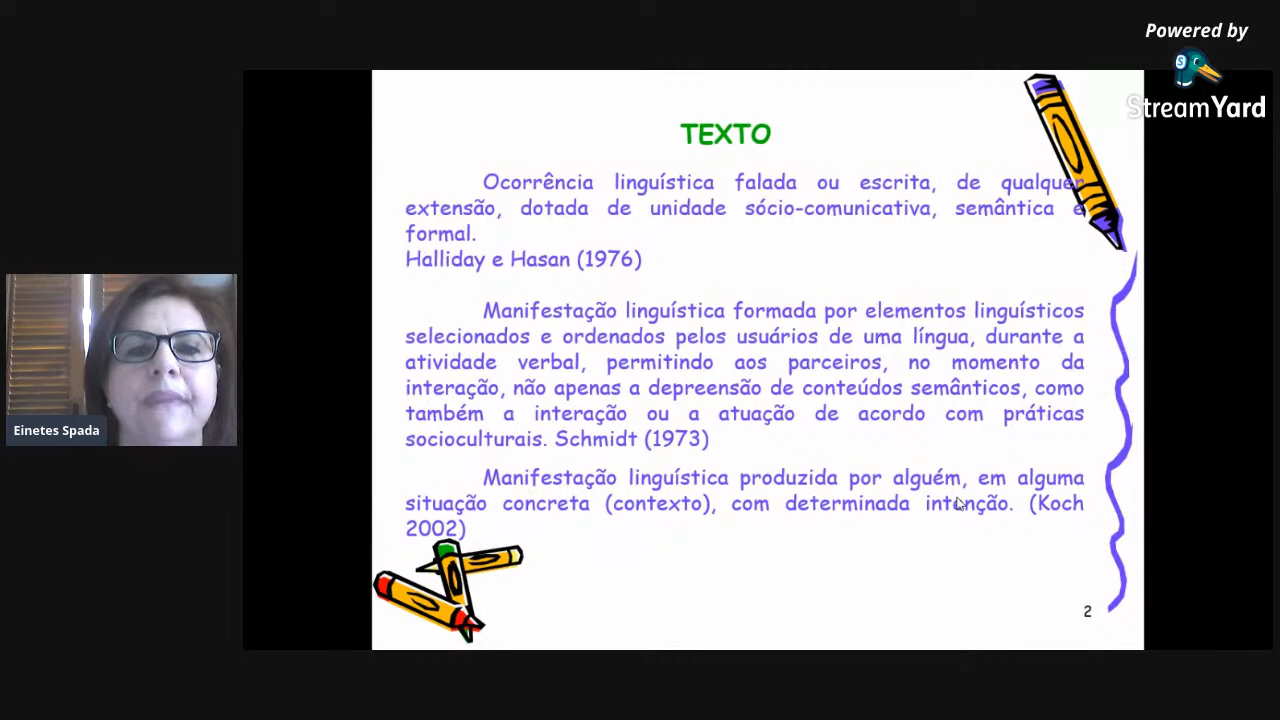 Powered by
StreamYard
TEXTO
Ocorrência linguística falada ou escrita, de qualquer
extensão, dotada de unidade sócio-comunicativa, semântica e
formal.
Halliday e Hasan (1976)
Manifestação linguística formada por elementos linguísticos
selecionados e ordenados pelos usuários de uma língua, durante a
atividade verbal, permitindo aos parceiros, no momento da
interação, não apenas a depreensão de conteúdos semânticos, como
também a interação ou a atuação de acordo com práticas
socioculturais. Schmidt (1973)
Manifestação linguística produzida por alguém, em alguma
situação concreta (contexto), com determinada intenção. (Koch
2002)
2
Einetes Spada